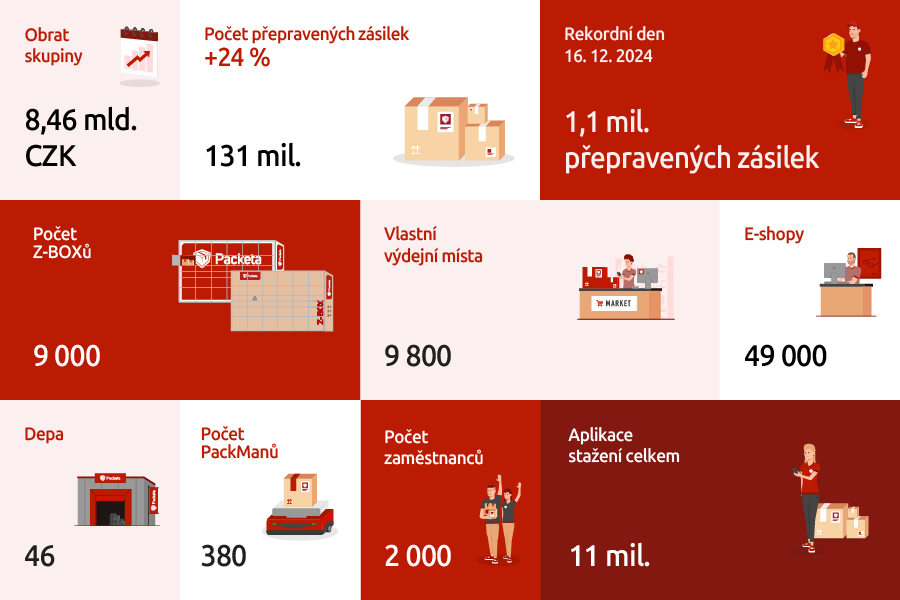 Obrat
skupiny
8,46 mld.
CZK
Počet přepravených zásilek
+24 %
131 mil.
Rekordní den
16. 12. 2024
1,1 mil.
přepravených zásilek
Počet
Z-BOXů
Packeta
Z-BOX
9 000
Vlastní
výdejní místa
MARKET
9 800
E-shopy
49 000
Depa
Packeta
46
Počet
PackManů
380
Počet
zaměstnanců
2 000
Aplikace
stažení celkem
11 mil.